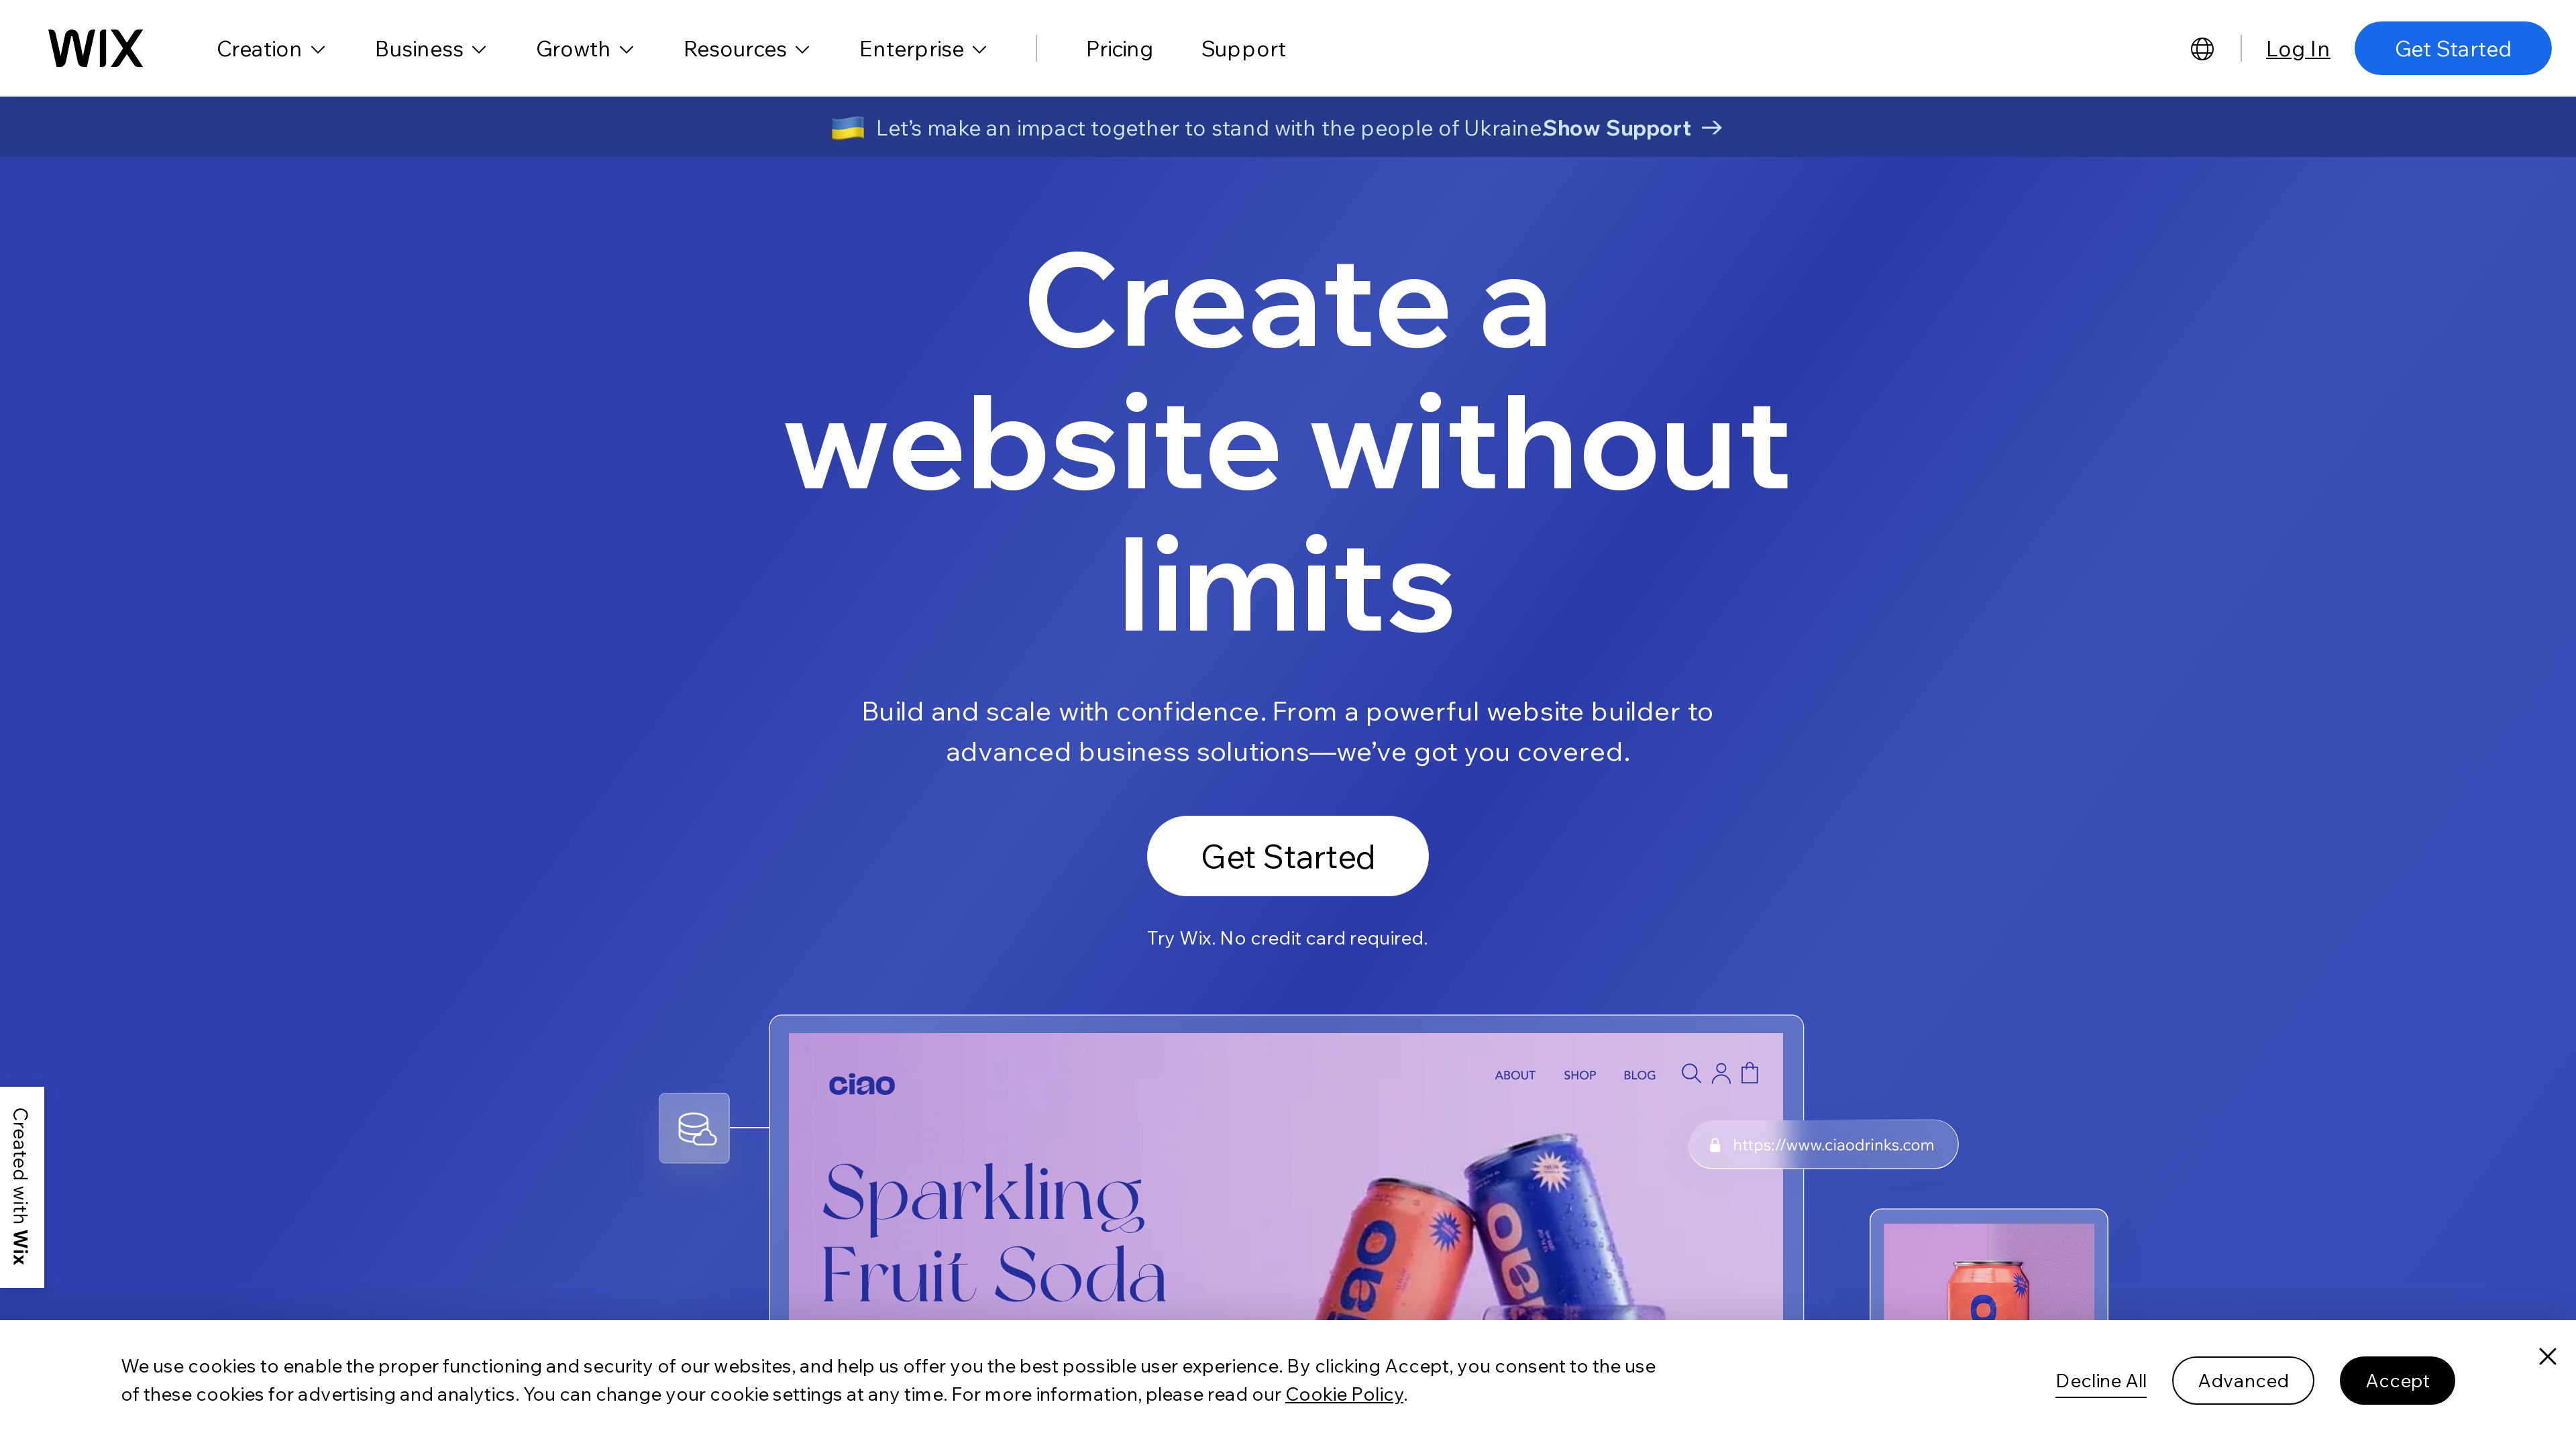 WIX Creation Business Growth Resources Enterprise Pricing Support Log In Get Started
Let’s make an impact together to stand with the people of Ukraine. Show Support →
Create a
website without
limits
Build and scale with confidence. From a powerful website builder to
advanced business solutions—we’ve got you covered.
Get Started
Try Wix. No credit card required.
ciao
ABOUT SHOP BLOG
https://www.ciaodrinks.com
Sparkling
Fruit Soda
Created with Wix
We use cookies to enable the proper functioning and security of our websites, and help us offer you the best possible user experience. By clicking Accept, you consent to the use
of these cookies for advertising and analytics. You can change your cookie settings at any time. For more information, please read our Cookie Policy.
Decline All
Advanced
Accept